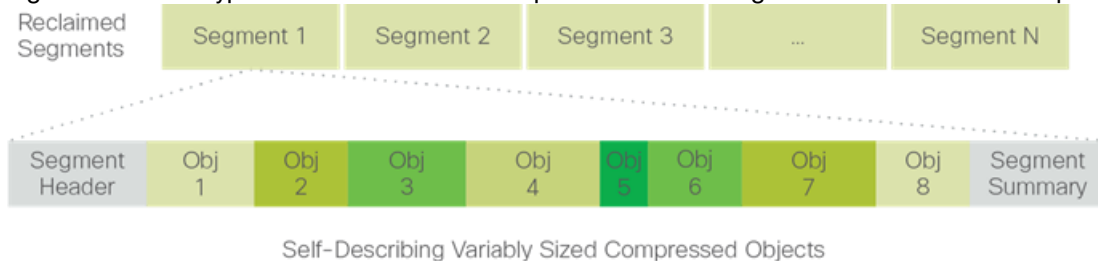 Reclaimed Segments
Segment 1
Segment 2
Segment 3
...
Segment N
Segment Header
Obj 1
Obj 2
Obj 3
Obj 4
Obj 5
Obj 6
Obj 7
Obj 8
Segment Summary
Self-Describing Variably Sized Compressed Objects